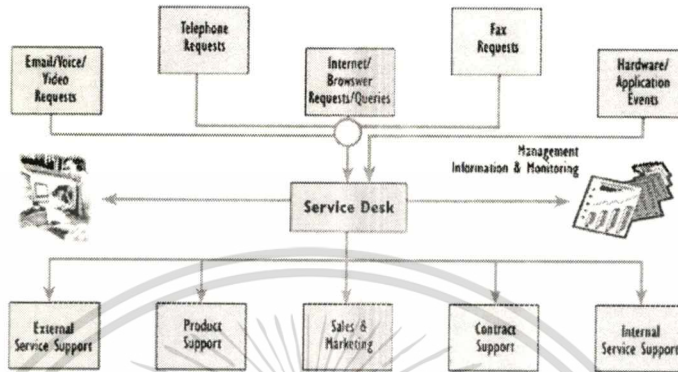 Telephone
Requests
Fax
Requests
Email/Voice/
Video
Requests
Internet/
Browswer
Requests/Queries
Hardware/
Application
Events
Management
Information & Monitoring
Service Desk
External
Service Support
Product
Support
Sales &
Marketing
Contract
Support
Internal
Service Support